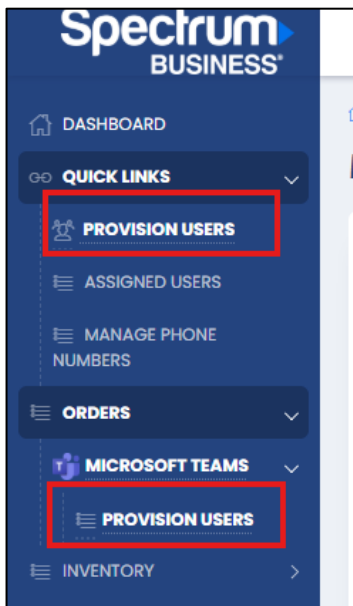 Spectrum
BUSINESS®
DASHBOARD
QUICK LINKS
PROVISION USERS
ASSIGNED USERS
MANAGE PHONE
NUMBERS
ORDERS
MICROSOFT TEAMS
PROVISION USERS
INVENTORY